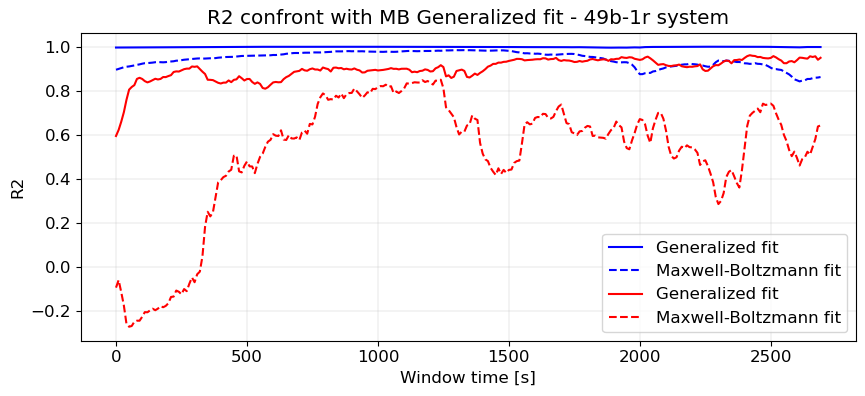 R2 confront with MB Generalized fit - 49b-1r system
1.0
0.8
0.6
0.4
0.2
0.0
−0.2
R2
Generalized fit
Maxwell-Boltzmann fit
Generalized fit
Maxwell-Boltzmann fit
0 500 1000 1500 2000 2500
Window time [s]